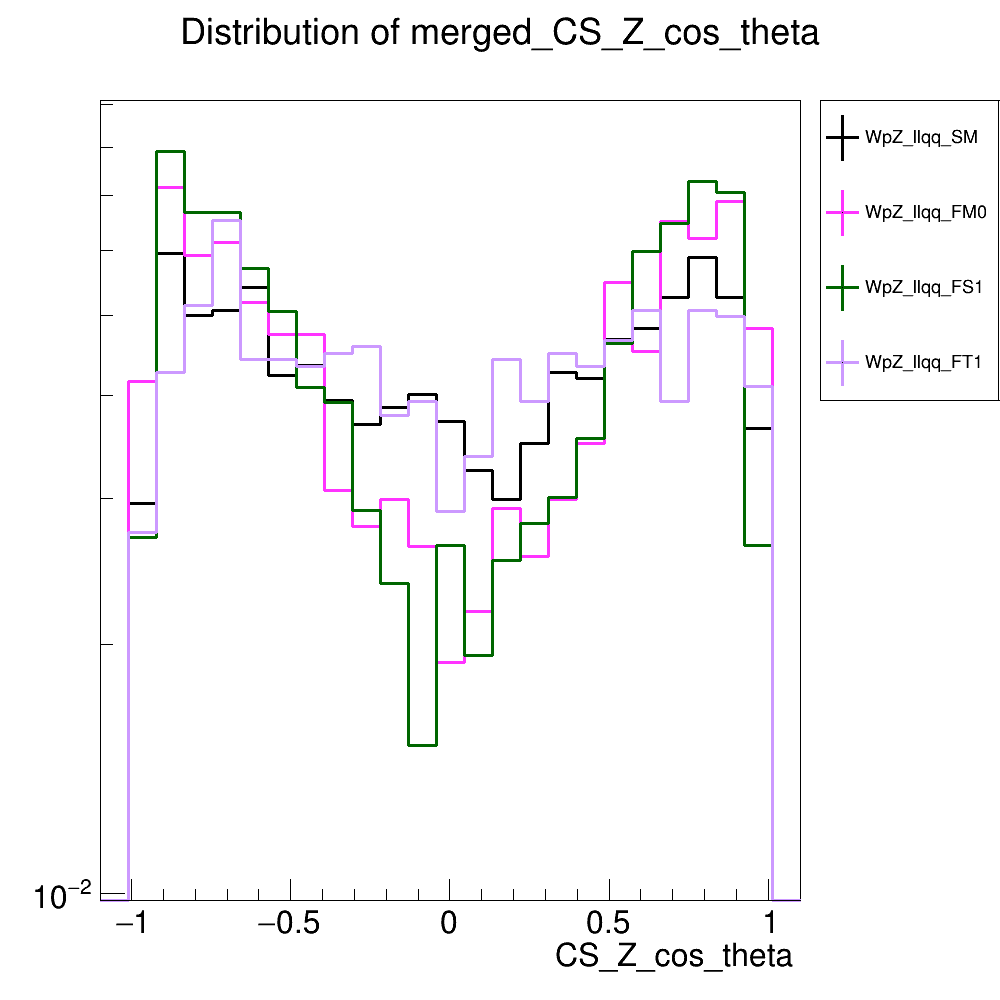 Distribution of merged_CS_Z_cos_theta
WpZ_llqq_SM
WpZ_llqq_FM0
WpZ_llqq_FS1
WpZ_llqq_FT1
10−2
−1 −0.5 0 0.5 1
CS_Z_cos_theta